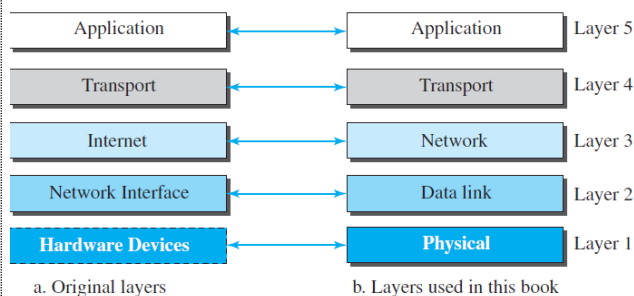 Application Application Layer 5
Transport Transport Layer 4
Internet Network Layer 3
Network Interface Data link Layer 2
Hardware Devices Physical Layer 1
a. Original layers b. Layers used in this book